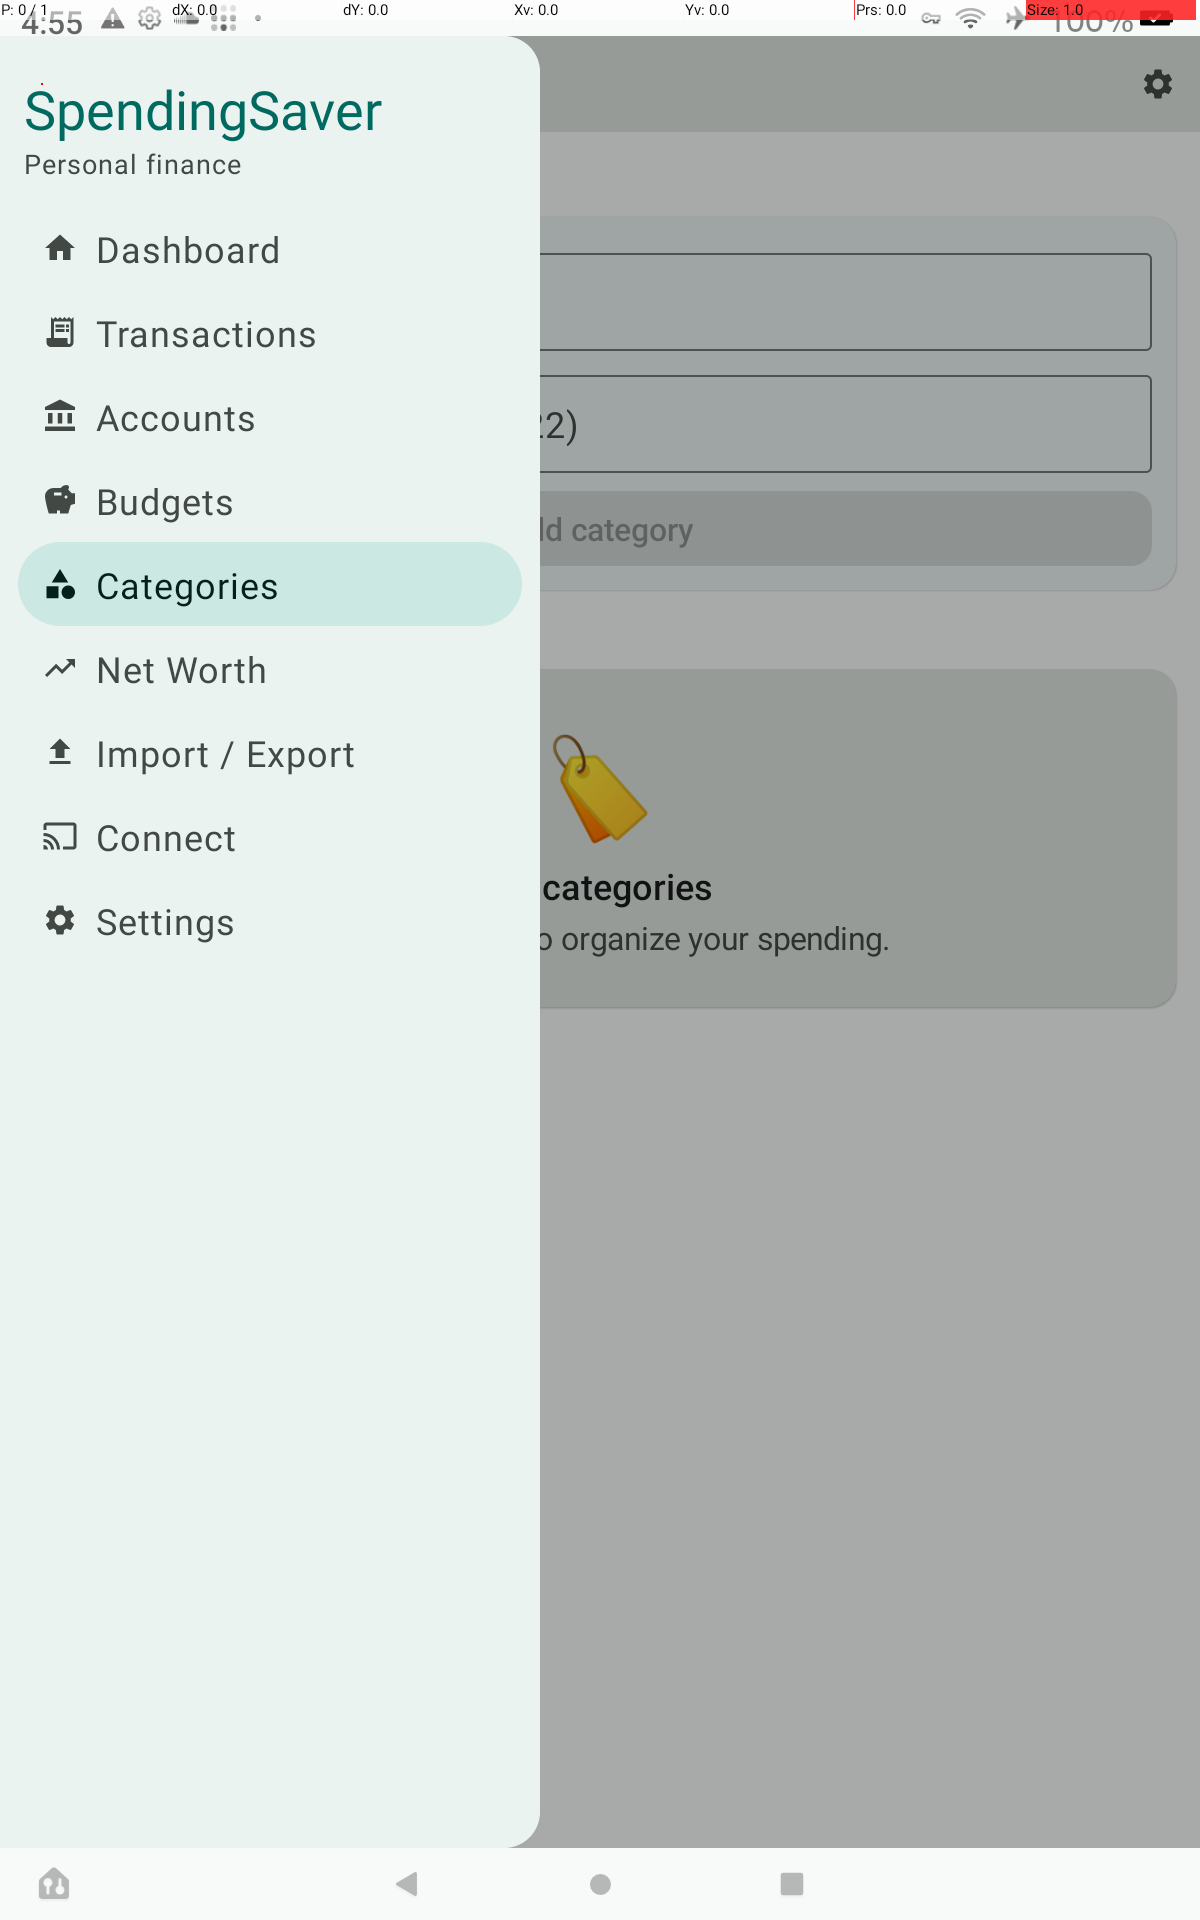 P: 0 / 1 dX: 0.0 dY: 0.0 Xv: 0.0 Yv: 0.0 Prs: 0.0 Size: 1.0
4:55 100%
SpendingSaver
Personal finance
Dashboard
Transactions
Accounts
22)
Budgets
ld category
Categories
Net Worth
Import / Export
Connect
categories
Settings
o organize your spending.